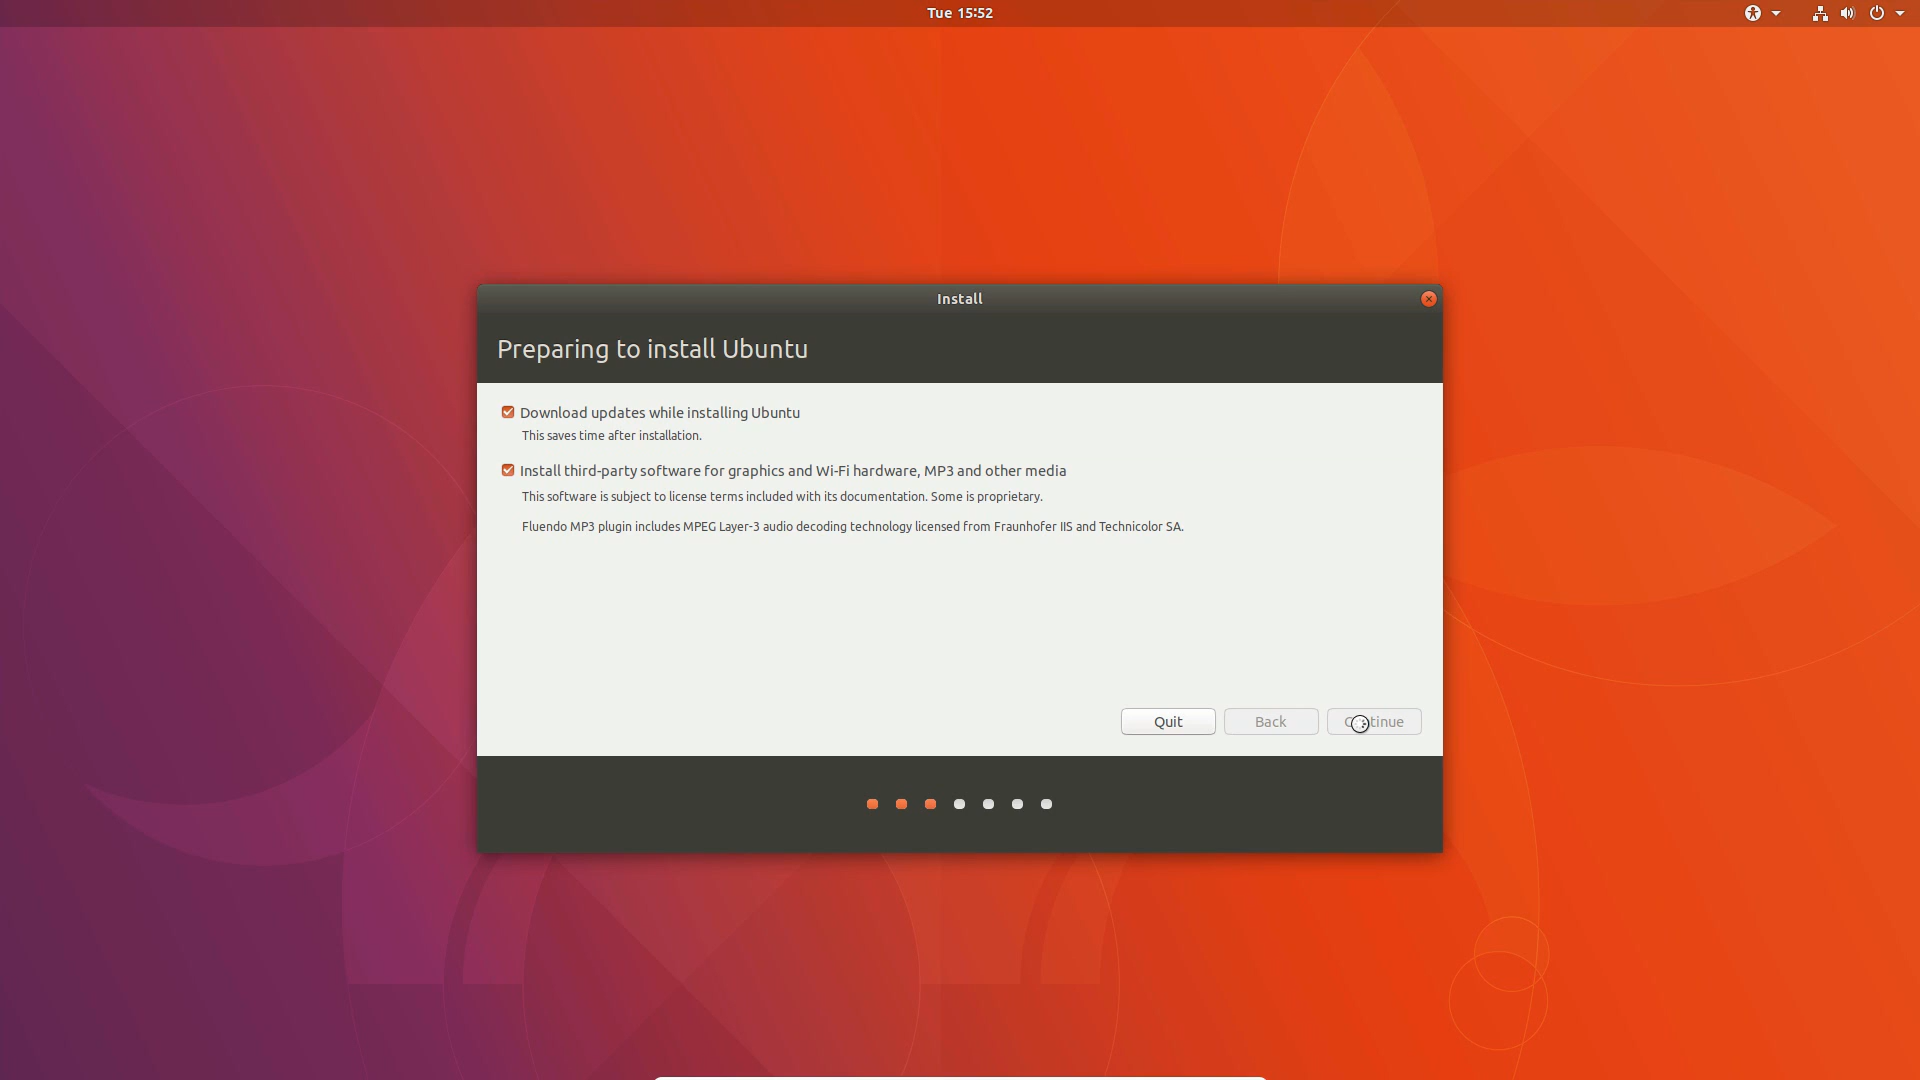 Tue 15:52
Install
Preparing to install Ubuntu
Download updates while installing Ubuntu
This saves time after installation.
Install third-party software for graphics and Wi-Fi hardware, MP3 and other media
This software is subject to license terms included with its documentation. Some is proprietary.
Fluendo MP3 plugin includes MPEG Layer-3 audio decoding technology licensed from Fraunhofer IIS and Technicolor SA.
Quit Back